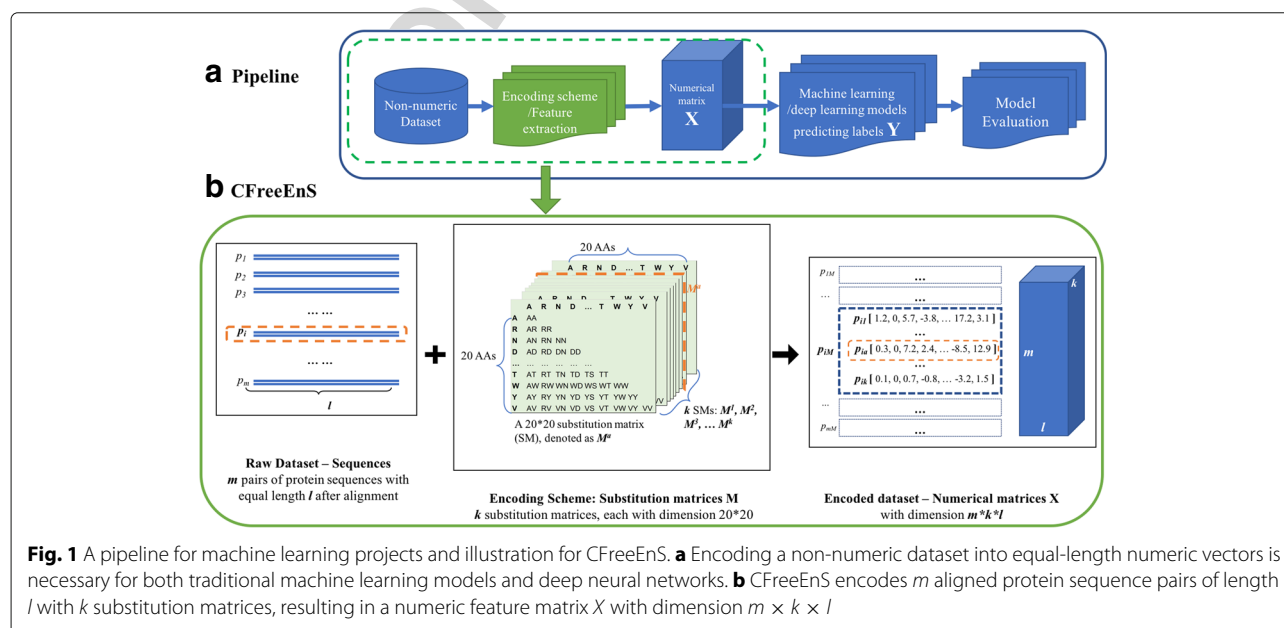 a Pipeline
Non-numeric
Dataset
Encoding scheme
/Feature
extraction
Numerical
matrix
X
Machine learning
/deep learning models
predicting labels Y
Model
Evaluation
b CFreeEnS
p1
p2
p3
... ...
pi
... ...
pm
l
Raw Dataset – Sequences
m pairs of protein sequences with
equal length l after alignment
20 AAs
A R N D ... T W Y V
Ma
A R N D ... T W Y V
A R N D ... T W Y V
A AA
R AR RR
N AN RN NN
D AD RD DN DD
... ... ... ... ... ...
T AT RT TN TD TS TT
W AW RW WN WD WS WT WW
Y AY RY YN YD YS YT YW YY
V AV RV VN VD VS VT VW VY VV
VV
20 AAs
k SMs: M1, M2,
M3, ... Mk
A 20*20 substitution matrix
(SM), denoted as Ma
Encoding Scheme: Substitution matrices M
k substitution matrices, each with dimension 20*20
p1M
...
...
...
pi1 [ 1.2, 0, 5.7, -3.8, ... 17.2, 3.1 ]
...
piM
pia [ 0.3, 0, 7.2, 2.4, ... -8.5, 12.9 ]
...
pik [ 0.1, 0, 0.7, -0.8, ... -3.2, 1.5 ]
...
...
pmM
...
k
m
l
Encoded dataset – Numerical matrices X
with dimension m*k*l
Fig. 1 A pipeline for machine learning projects and illustration for CFreeEnS. a Encoding a non-numeric dataset into equal-length numeric vectors is
necessary for both traditional machine learning models and deep neural networks. b CFreeEnS encodes m aligned protein sequence pairs of length
l with k substitution matrices, resulting in a numeric feature matrix X with dimension m × k × l